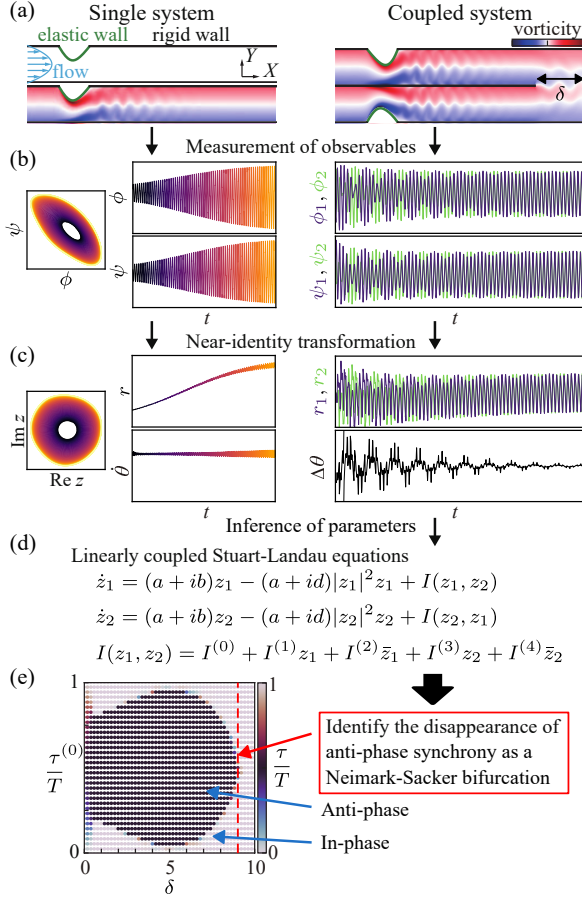 (a) Single system Coupled system
elastic wall rigid wall vorticity
flow Y X δ
Measurement of observables
(b) ψ ϕ ϕ ψ t ϕ₁, ϕ₂ ψ₁, ψ₂ t
Near-identity transformation
(c) Im z Re z r θ̇ t r₁, r₂ Δθ t
Inference of parameters
(d)
Linearly coupled Stuart-Landau equations
ż₁ = (a + ib)z₁ − (a + id)|z₁|²z₁ + I(z₁, z₂)
ż₂ = (a + ib)z₂ − (a + id)|z₂|²z₂ + I(z₂, z₁)
I(z₁, z₂) = I⁽⁰⁾ + I⁽¹⁾z₁ + I⁽²⁾z̄₁ + I⁽³⁾z₂ + I⁽⁴⁾z̄₂
(e)
1 1
τ⁽⁰⁾/T τ/T
0 0
0 5 10
δ
Identify the disappearance of
anti-phase synchrony as a
Neimark-Sacker bifurcation
Anti-phase
In-phase